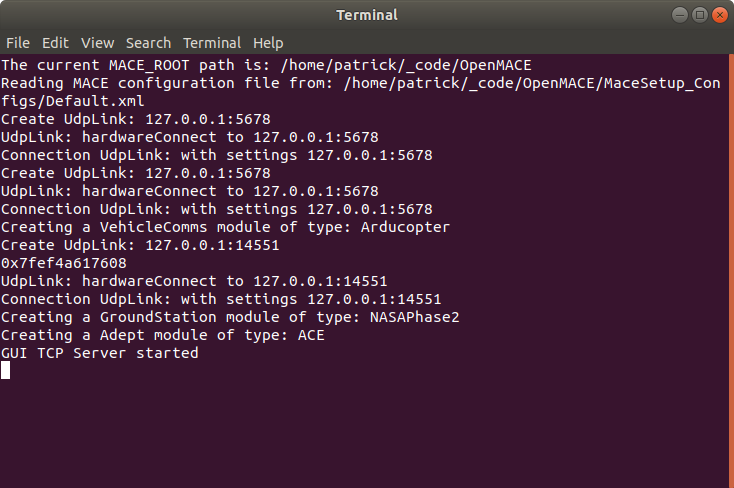 Terminal
File Edit View Search Terminal Help
The current MACE_ROOT path is: /home/patrick/_code/OpenMACE
Reading MACE configuration file from: /home/patrick/_code/OpenMACE/MaceSetup_Con
figs/Default.xml
Create UdpLink: 127.0.0.1:5678
UdpLink: hardwareConnect to 127.0.0.1:5678
Connection UdpLink: with settings 127.0.0.1:5678
Create UdpLink: 127.0.0.1:5678
UdpLink: hardwareConnect to 127.0.0.1:5678
Connection UdpLink: with settings 127.0.0.1:5678
Creating a VehicleComms module of type: Arducopter
Create UdpLink: 127.0.0.1:14551
0x7fef4a617608
UdpLink: hardwareConnect to 127.0.0.1:14551
Connection UdpLink: with settings 127.0.0.1:14551
Creating a GroundStation module of type: NASAPhase2
Creating a Adept module of type: ACE
GUI TCP Server started